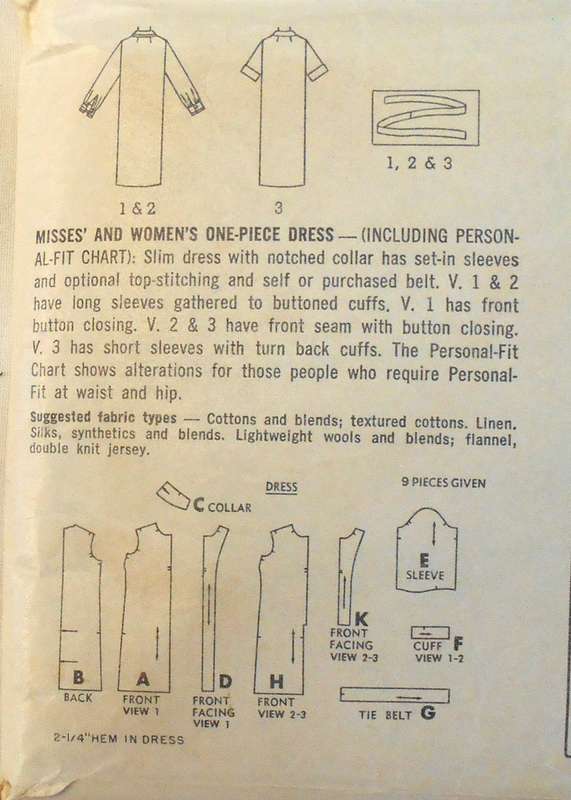 1 & 2
3
1, 2 & 3
MISSES' AND WOMEN'S ONE-PIECE DRESS — (INCLUDING PERSON-
AL-FIT CHART): Slim dress with notched collar has set-in sleeves
and optional top-stitching and self or purchased belt. V. 1 & 2
have long sleeves gathered to buttoned cuffs. V. 1 has front
button closing. V. 2 & 3 have front seam with button closing.
V. 3 has short sleeves with turn back cuffs. The Personal-Fit
Chart shows alterations for those people who require Personal-
Fit at waist and hip.
Suggested fabric types — Cottons and blends; textured cottons. Linen.
Silks, synthetics and blends. Lightweight wools and blends; flannel,
double knit jersey.
DRESS
9 PIECES GIVEN
C COLLAR
E
SLEEVE
K
FRONT
FACING
VIEW 2-3
F
CUFF
VIEW 1-2
B
BACK
A
FRONT
VIEW 1
D
FRONT
FACING
VIEW 1
H
FRONT
VIEW 2-3
TIE BELT G
2-1/4" HEM IN DRESS